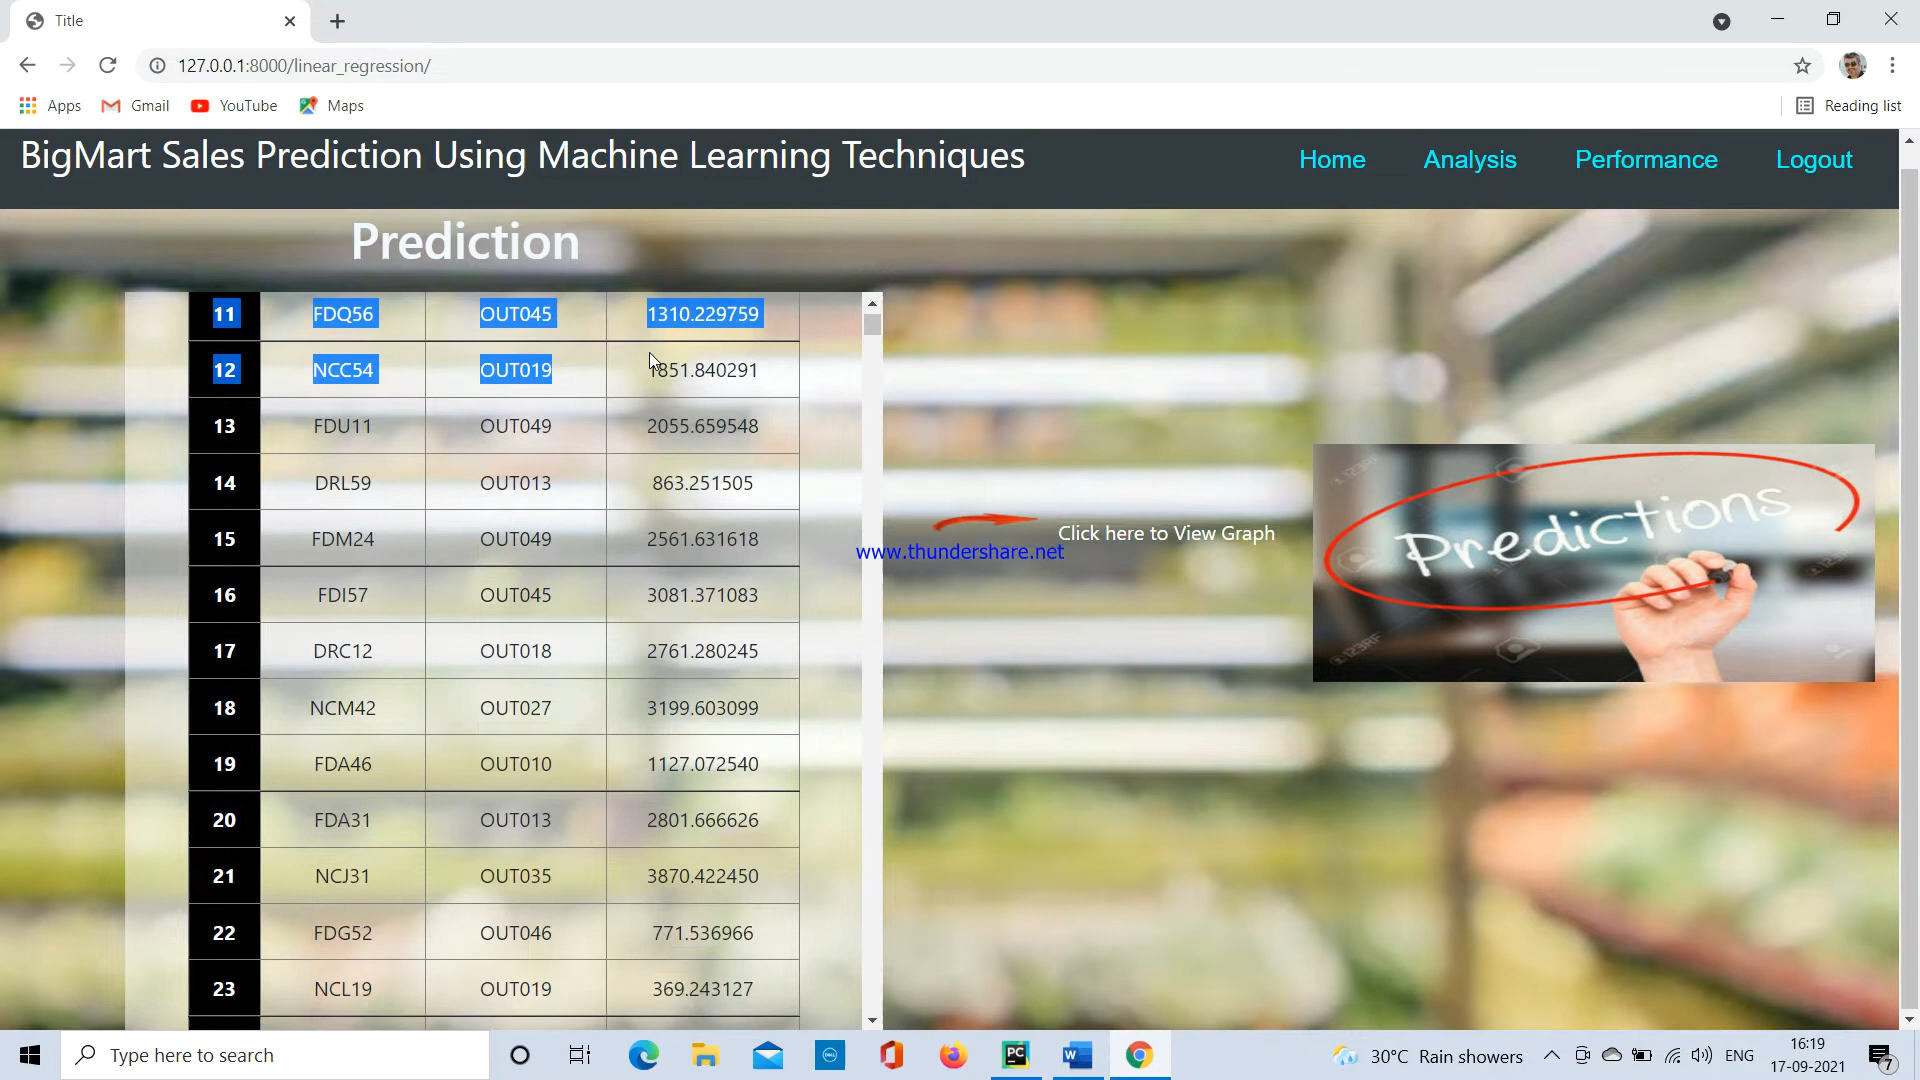 Title
127.0.0.1:8000/linear_regression/
Apps Gmail YouTube Maps Reading list
BigMart Sales Prediction Using Machine Learning Techniques
Home Analysis Performance Logout
Prediction
11 FDQ56 OUT045 1310.229759
12 NCC54 OUT019 1851.840291
13 FDU11 OUT049 2055.659548
14 DRL59 OUT013 863.251505
15 FDM24 OUT049 2561.631618
16 FDI57 OUT045 3081.371083
17 DRC12 OUT018 2761.280245
18 NCM42 OUT027 3199.603099
19 FDA46 OUT010 1127.072540
20 FDA31 OUT013 2801.666626
21 NCJ31 OUT035 3870.422450
22 FDG52 OUT046 771.536966
23 NCL19 OUT019 369.243127
Click here to View Graph
www.thundershare.net
Predictions
123RF
123RF
Type here to search
DELL
PC
W
30°C Rain showers
ENG
16:19
17-09-2021
7